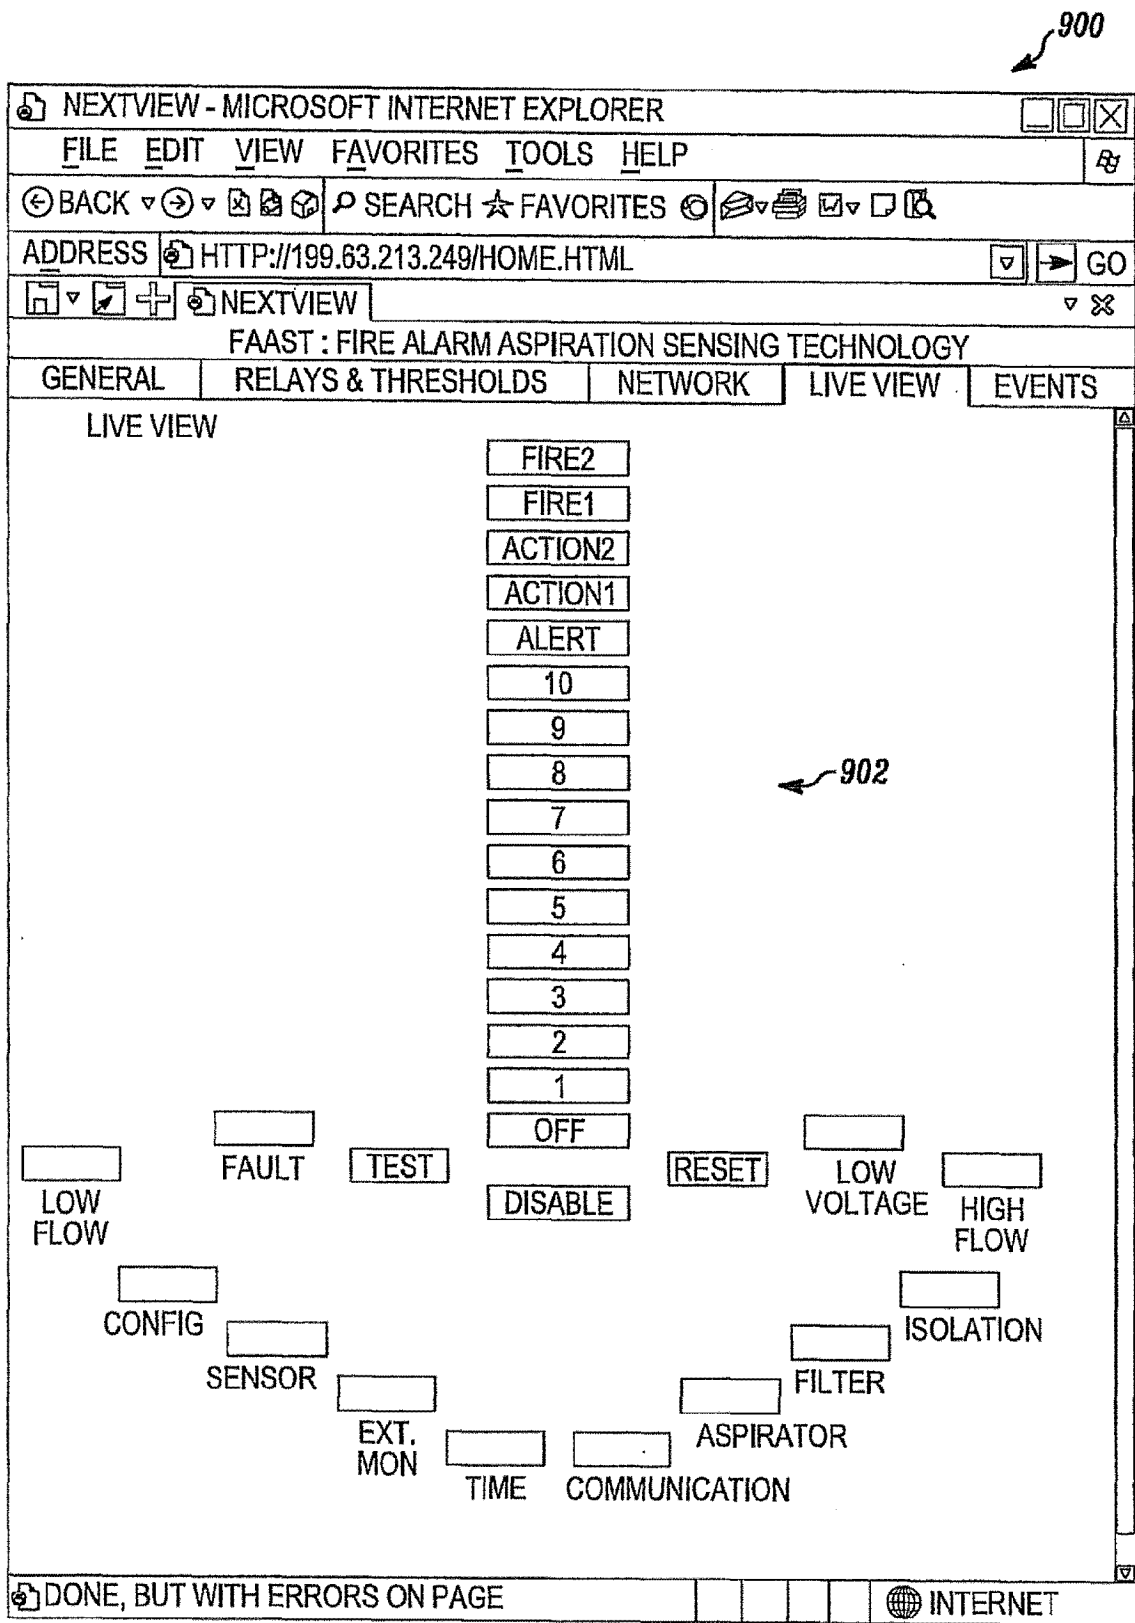 900
NEXTVIEW - MICROSOFT INTERNET EXPLORER
FILE EDIT VIEW FAVORITES TOOLS HELP
BACK SEARCH FAVORITES
ADDRESS HTTP://199.63.213.249/HOME.HTML GO
NEXTVIEW
FAAST : FIRE ALARM ASPIRATION SENSING TECHNOLOGY
GENERAL RELAYS & THRESHOLDS NETWORK LIVE VIEW EVENTS
LIVE VIEW
FIRE2
FIRE1
ACTION2
ACTION1
ALERT
10
9
8
902
7
6
5
4
3
2
1
OFF
FAULT TEST RESET LOW
VOLTAGE
LOW
FLOW
DISABLE
HIGH
FLOW
CONFIG
ISOLATION
SENSOR
FILTER
EXT.
MON
ASPIRATOR
TIME
COMMUNICATION
DONE, BUT WITH ERRORS ON PAGE INTERNET